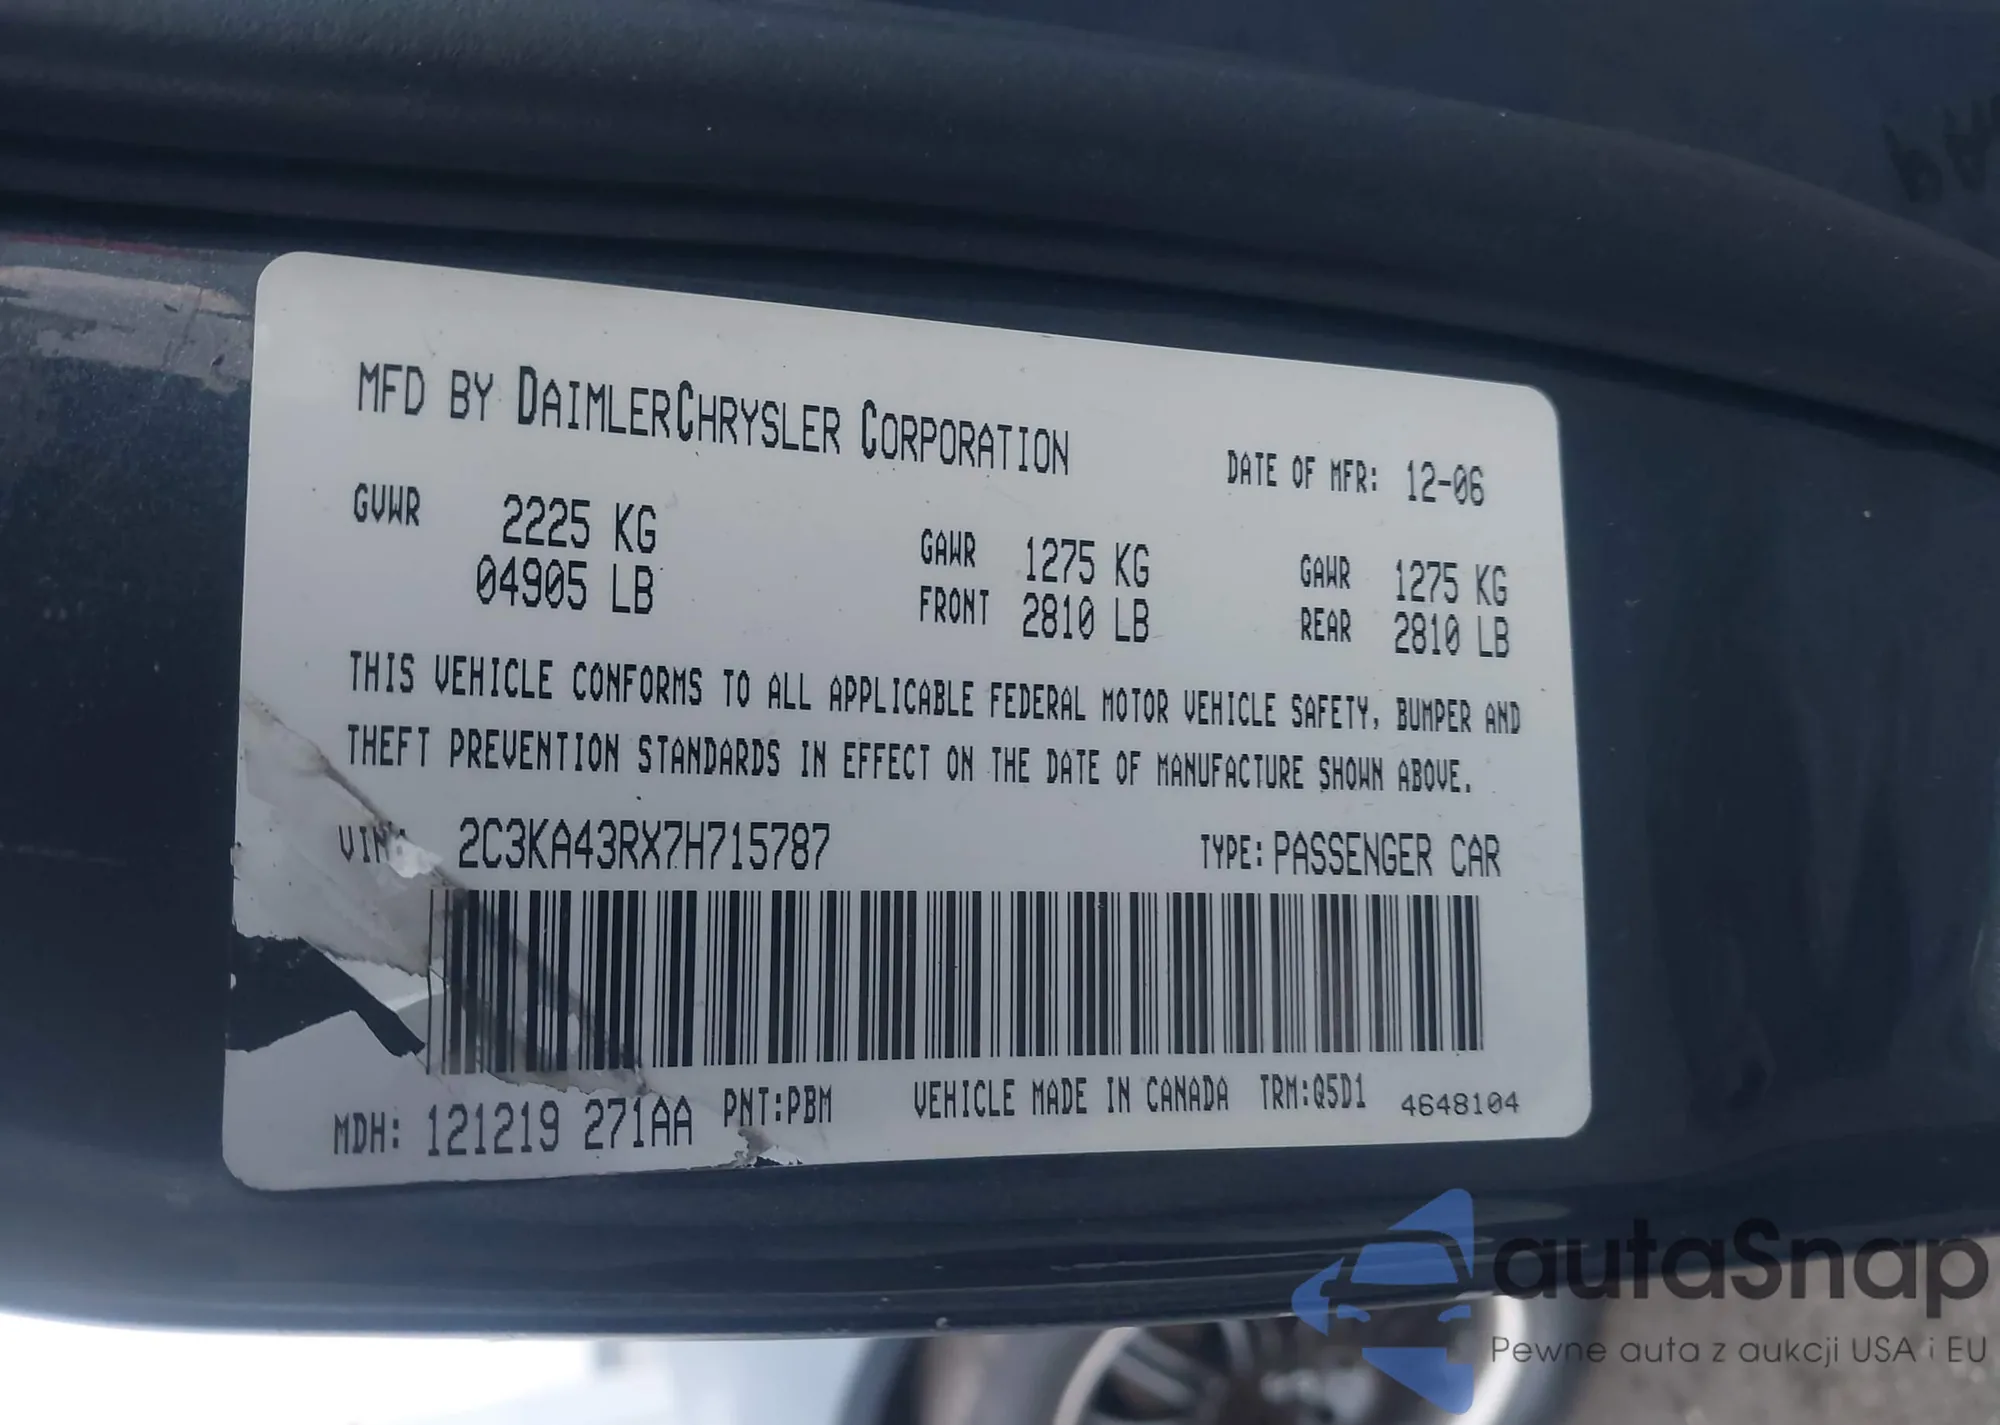 MFD BY DAIMLERCHRYSLER CORPORATION
DATE OF MFR: 12-06
GVWR 2225 KG
04905 LB
GAWR 1275 KG
FRONT 2810 LB
GAWR 1275 KG
REAR 2810 LB
THIS VEHICLE CONFORMS TO ALL APPLICABLE FEDERAL MOTOR VEHICLE SAFETY, BUMPER AND
THEFT PREVENTION STANDARDS IN EFFECT ON THE DATE OF MANUFACTURE SHOWN ABOVE.
VIN: 2C3KA43RX7H715787
TYPE: PASSENGER CAR
MDH: 121219 271AA PNT:PBM VEHICLE MADE IN CANADA TRM:Q5D1 4648104
autaSnap
Pewne auta z aukcji USA i EU